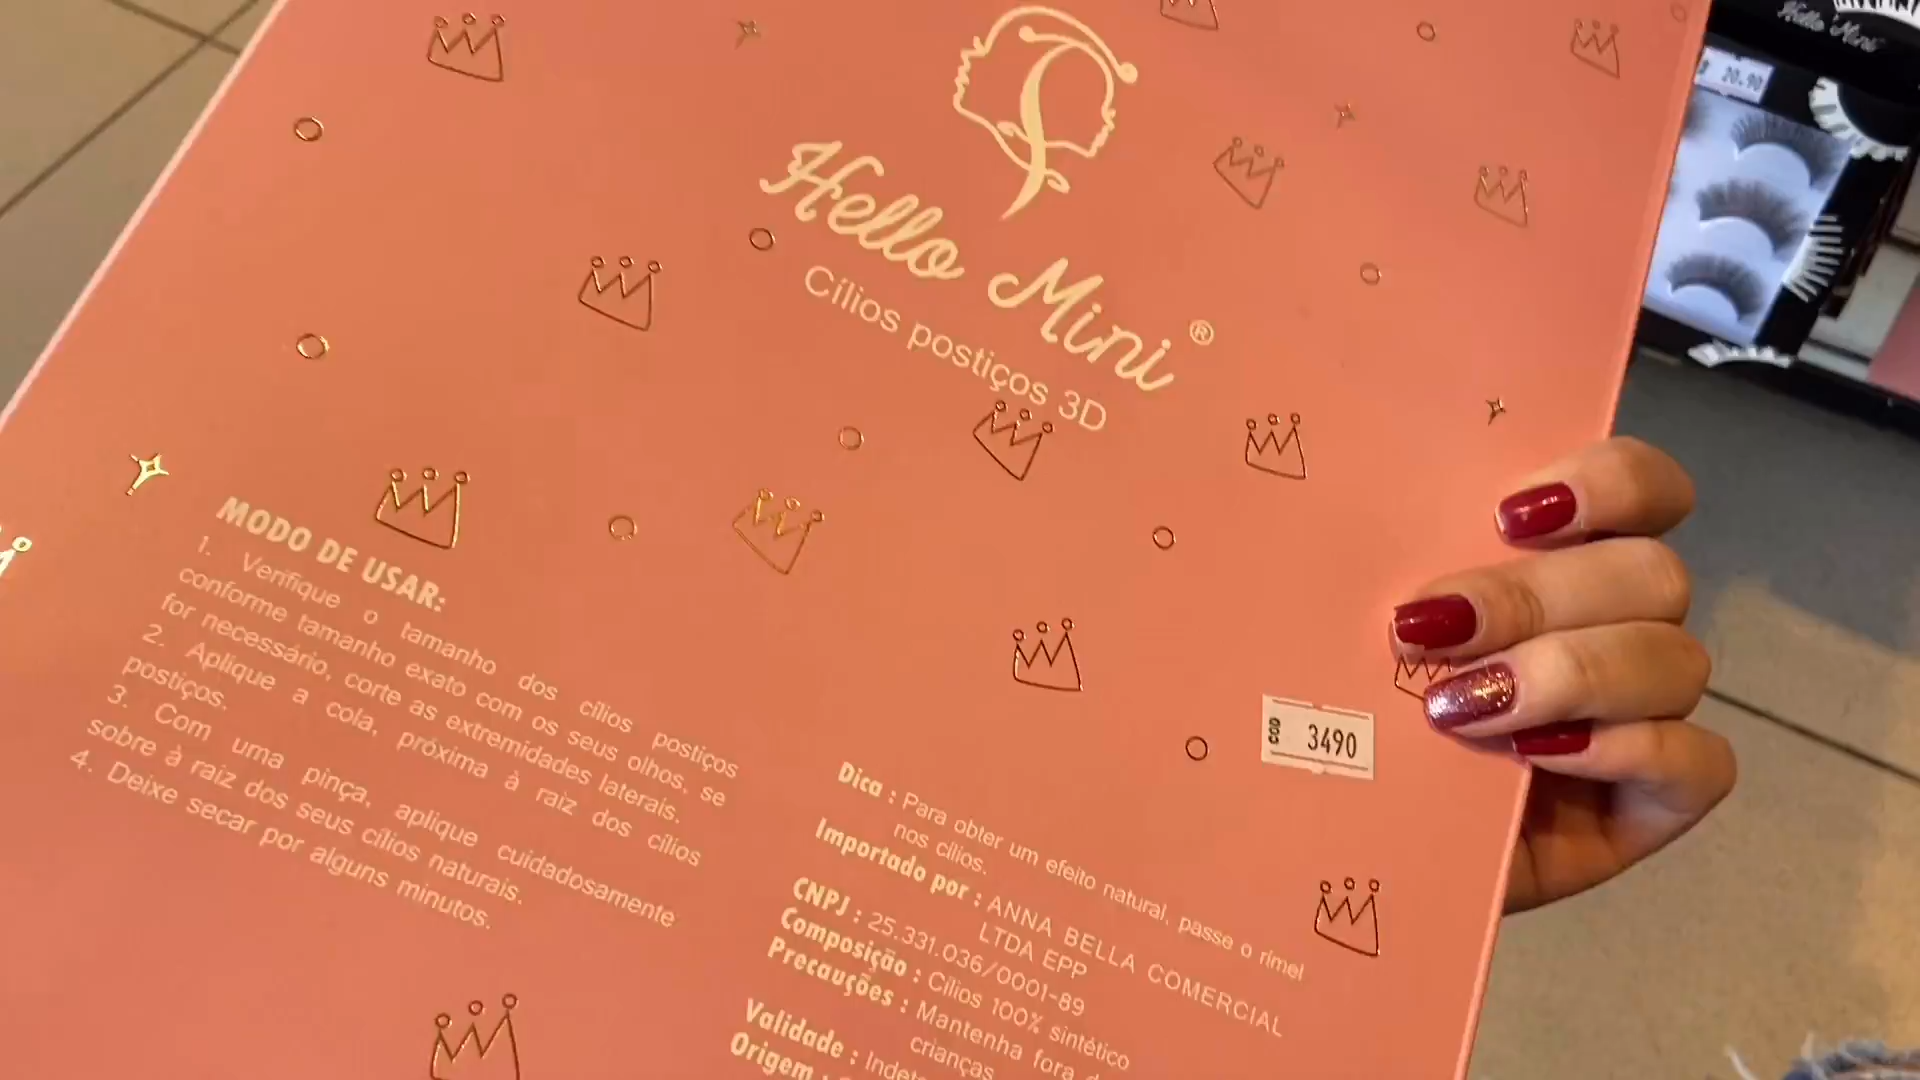 Hello Mini®
Cílios postiços 3D
MODO DE USAR:
1. Verifique o tamanho dos cílios postiços
conforme tamanho exato com os seus olhos, se
for necessário, corte as extremidades laterais.
2. Aplique a cola, próxima à raiz dos cílios
postiços.
3. Com uma pinça, aplique cuidadosamente
sobre à raiz dos seus cílios naturais.
4. Deixe secar por alguns minutos.
3490
Dica : Para obter um efeito natural, passe o rímel
nos cílios.
Importado por : ANNA BELLA COMERCIAL
LTDA EPP
CNPJ : 25.331.036/0001-89
Composição : Cílios 100% sintético
Precauções : Mantenha fora
crianças
Validade :
Origem :
Hello Mini
20.90